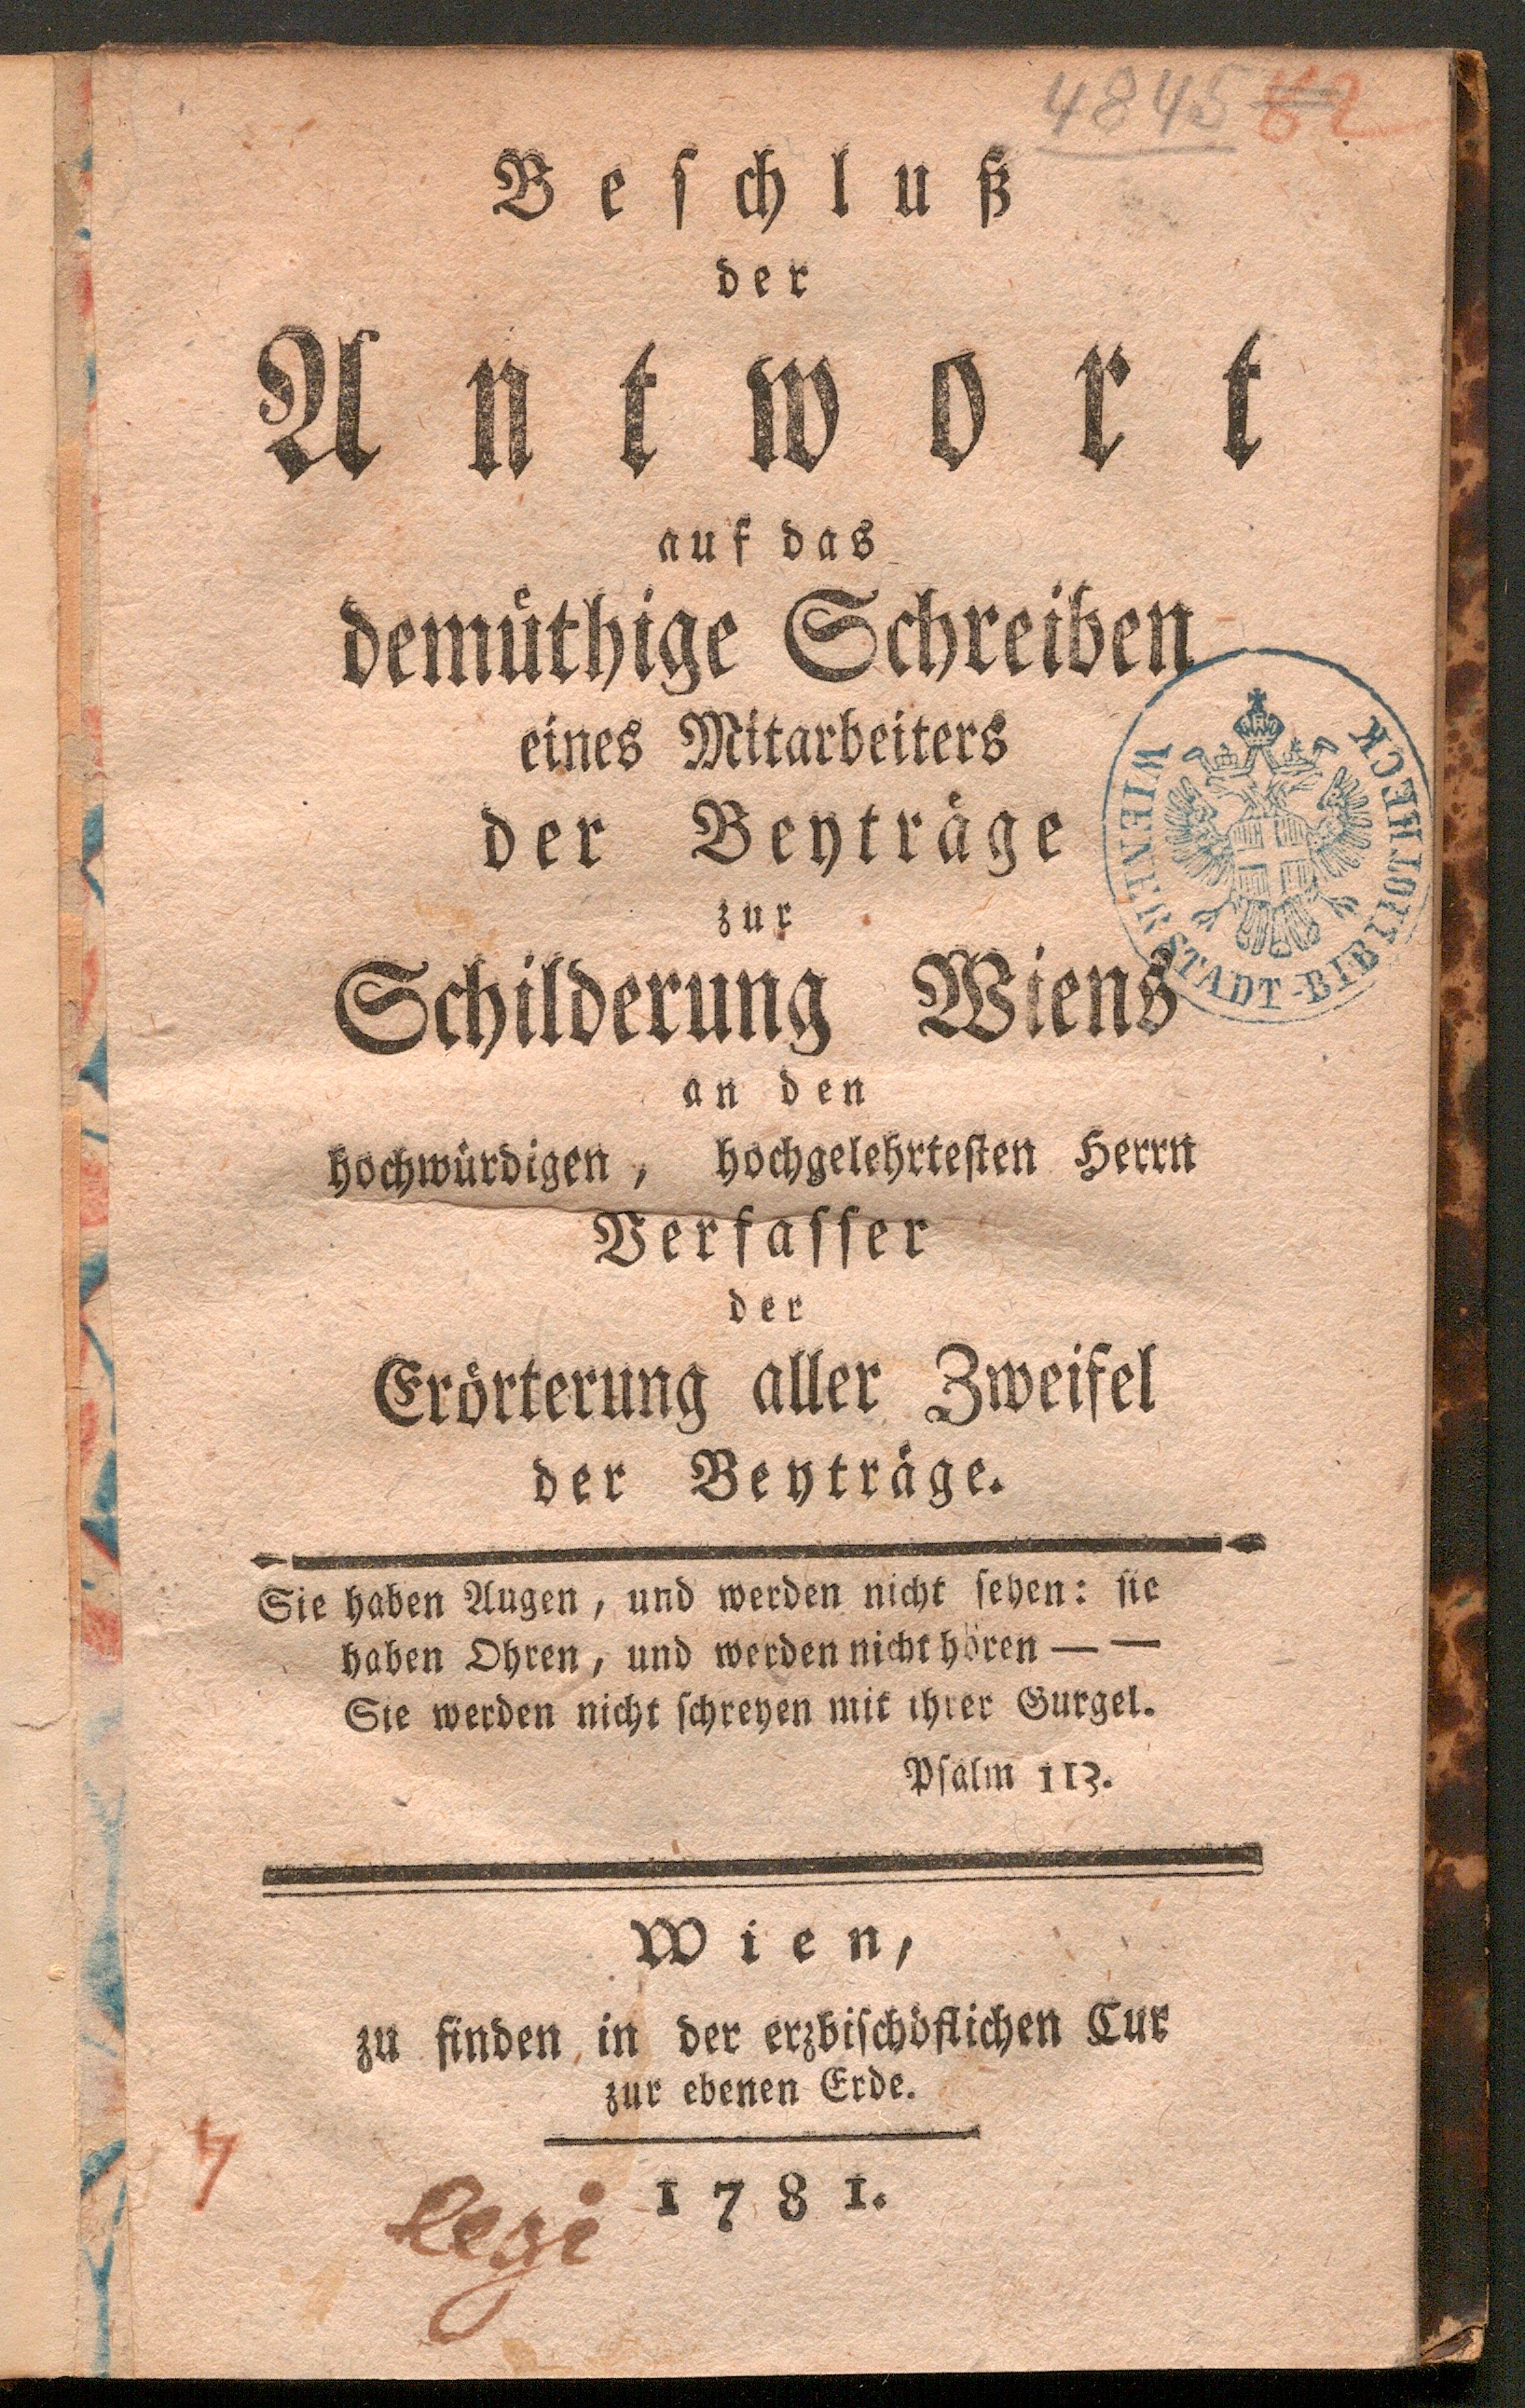 4845 62
Beschluß
der
Antwort
auf das
demüthige Schreiben
eines Mitarbeiters
der Beyträge
zur
Schilderung Wiens
an den
hochwürdigen, hochgelehrtesten Herrn
Verfasser
der
Erörterung aller Zweifel
der Beyträge.
WIENER STADT-BIBLIOTHECK
Sie haben Augen, und werden nicht sehen: sie
haben Ohren, und werden nicht hören — —
Sie werden nicht schreyen mit ihrer Gurgel.
Psalm 113.
Wien,
zu finden in der erzbischöflichen Cur
zur ebenen Erde.
1781.
4
legi